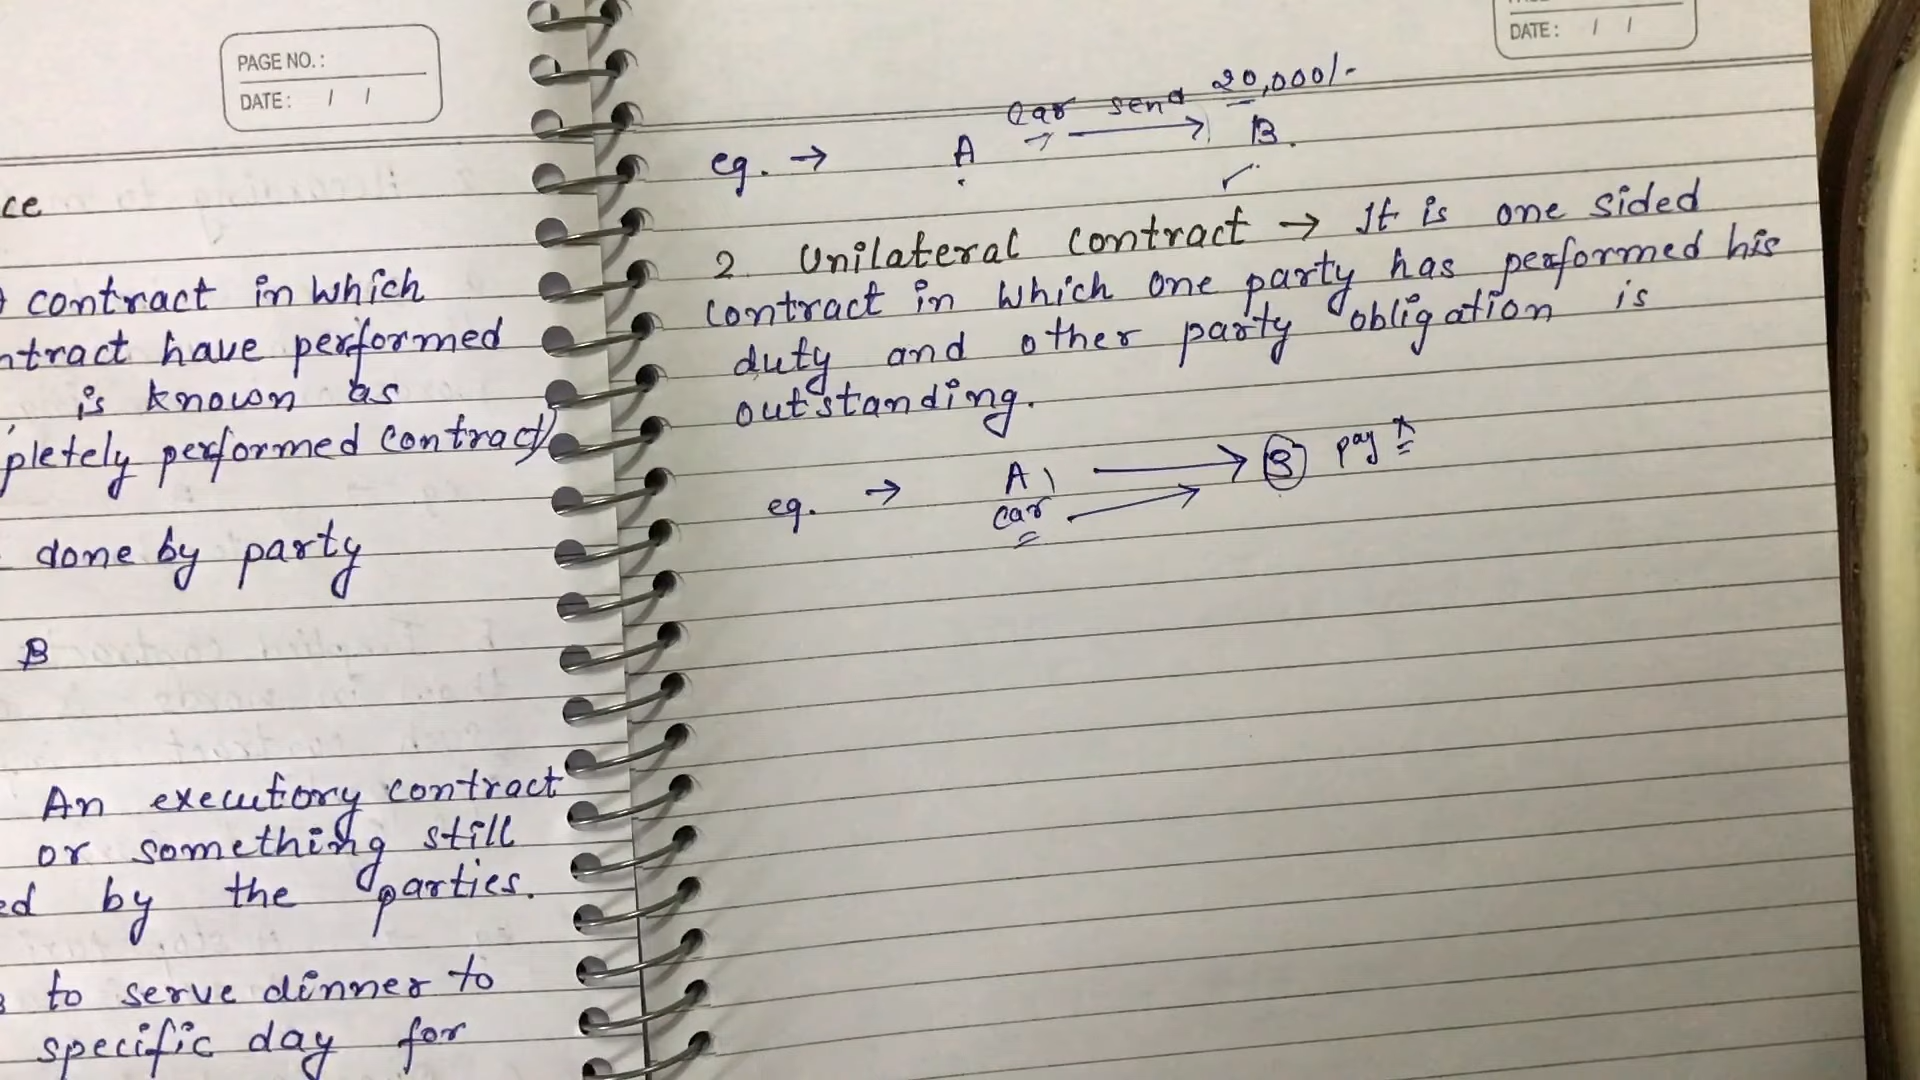 PAGE NO.:
DATE: / /
ce
contract in which
ntract have performed
is known as
pletely performed contract)
done by party
B
An executory contract
or something still
ed by the parties.
to serve dinner to
specific day for
DATE: / /
car send 20,000/-
eg. → A → B.
2. Unilateral contract → It is one sided
contract in which one party has performed his
duty and other party obligation is
outstanding.
eg. → A → B pay
car